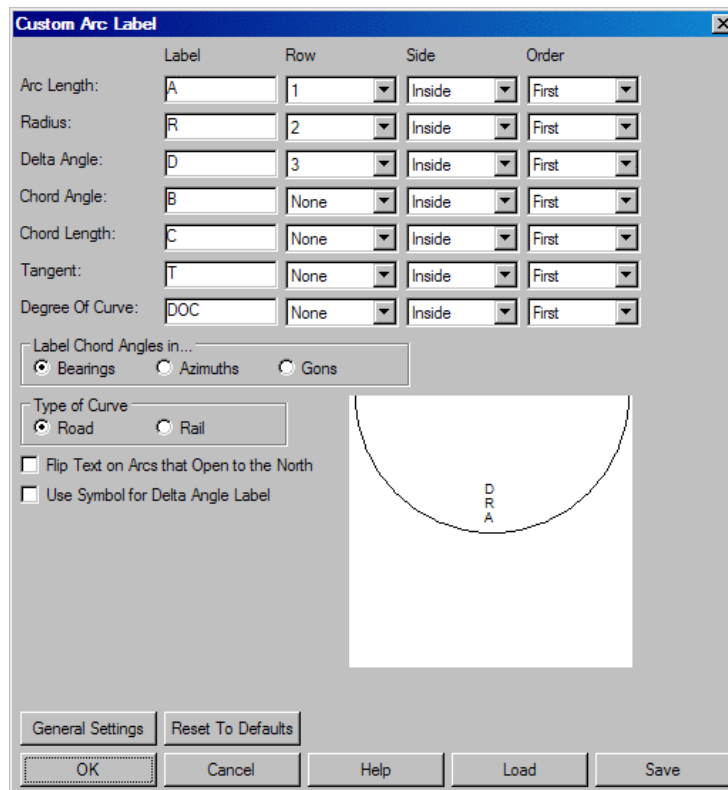 Custom Arc Label
Label Row Side Order
Arc Length: A 1 Inside First
Radius: R 2 Inside First
Delta Angle: D 3 Inside First
Chord Angle: B None Inside First
Chord Length: C None Inside First
Tangent: T None Inside First
Degree Of Curve: DOC None Inside First
Label Chord Angles in...
Bearings Azimuths Gons
Type of Curve
Road Rail
Flip Text on Arcs that Open to the North
Use Symbol for Delta Angle Label
D
R
A
General Settings Reset To Defaults
OK Cancel Help Load Save